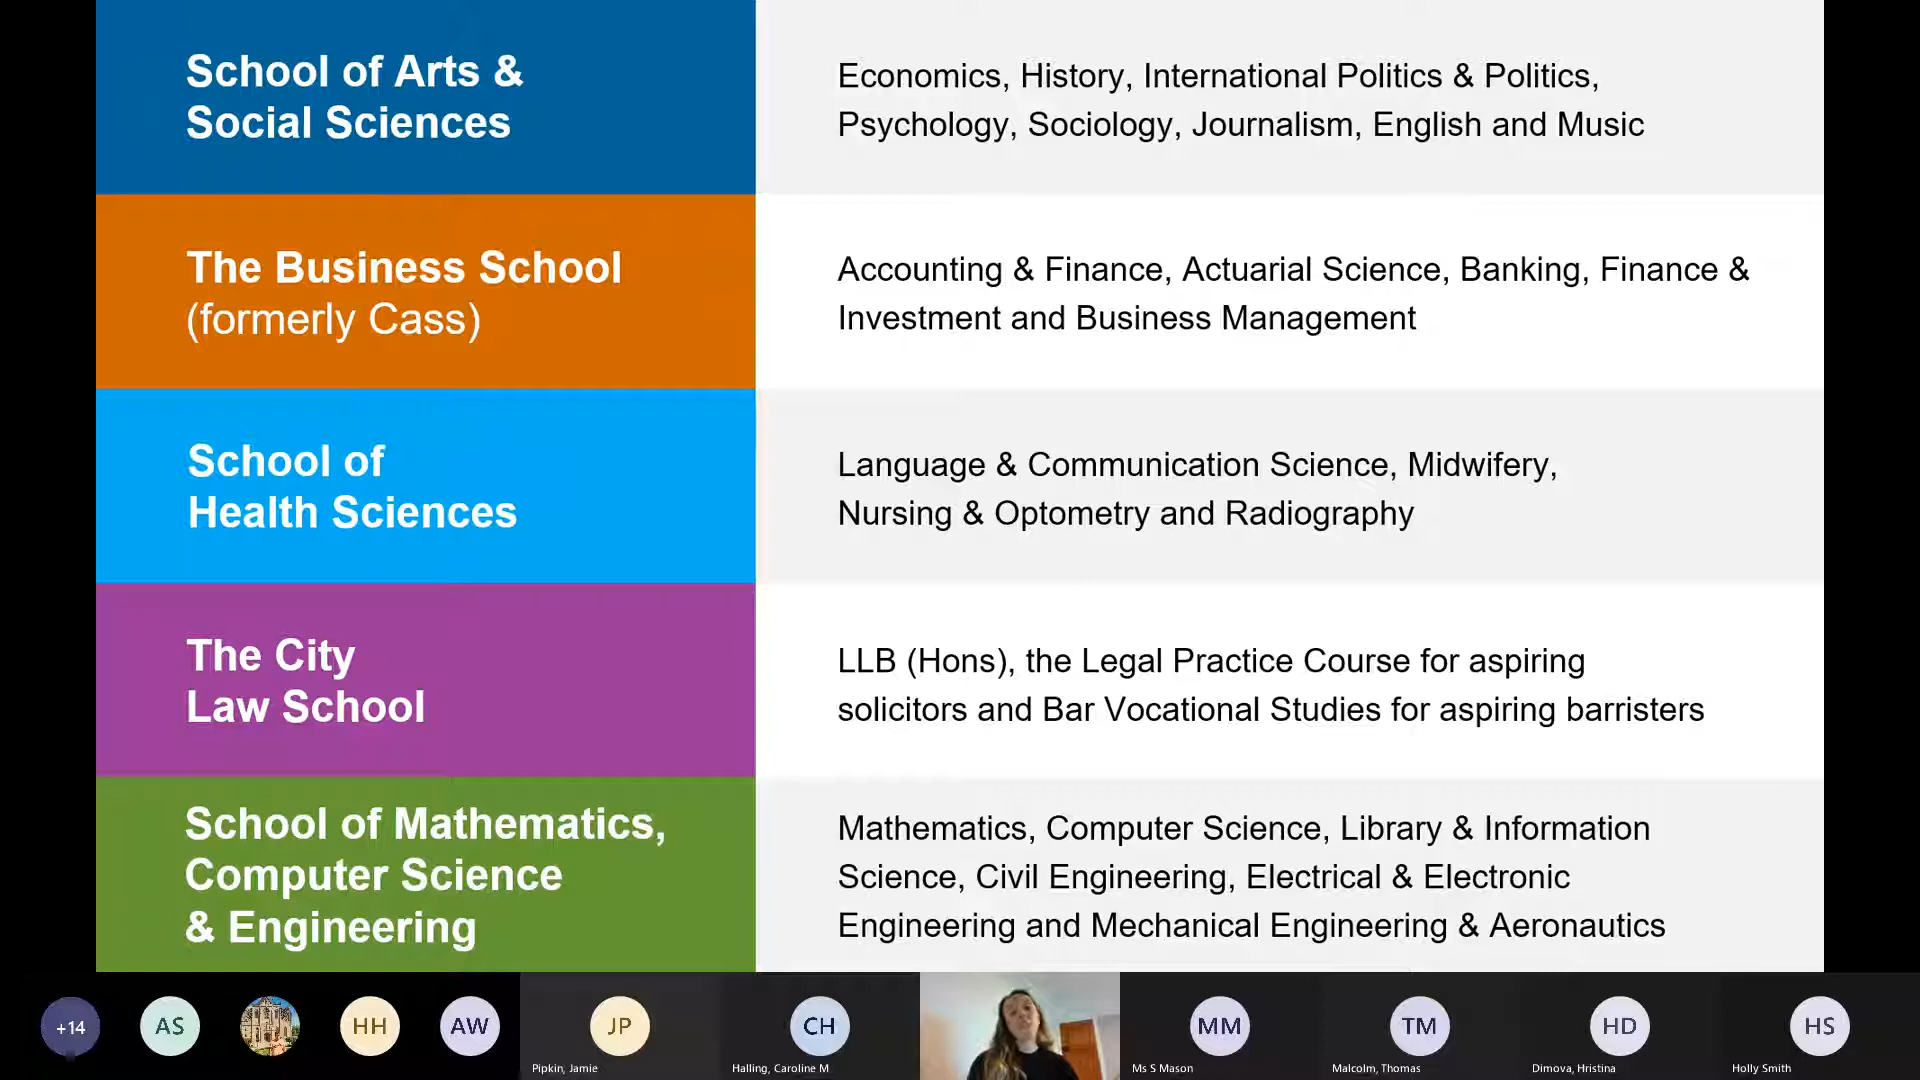 School of Arts &
Social Sciences
Economics, History, International Politics & Politics,
Psychology, Sociology, Journalism, English and Music
The Business School
(formerly Cass)
Accounting & Finance, Actuarial Science, Banking, Finance &
Investment and Business Management
School of
Health Sciences
Language & Communication Science, Midwifery,
Nursing & Optometry and Radiography
The City
Law School
LLB (Hons), the Legal Practice Course for aspiring
solicitors and Bar Vocational Studies for aspiring barristers
School of Mathematics,
Computer Science
& Engineering
Mathematics, Computer Science, Library & Information
Science, Civil Engineering, Electrical & Electronic
Engineering and Mechanical Engineering & Aeronautics
+14
AS
HH
AW
JP
CH
MM
TM
HD
HS
Pipkin, Jamie
Halling, Caroline M
Ms S Mason
Malcolm, Thomas
Dimova, Hristina
Holly Smith